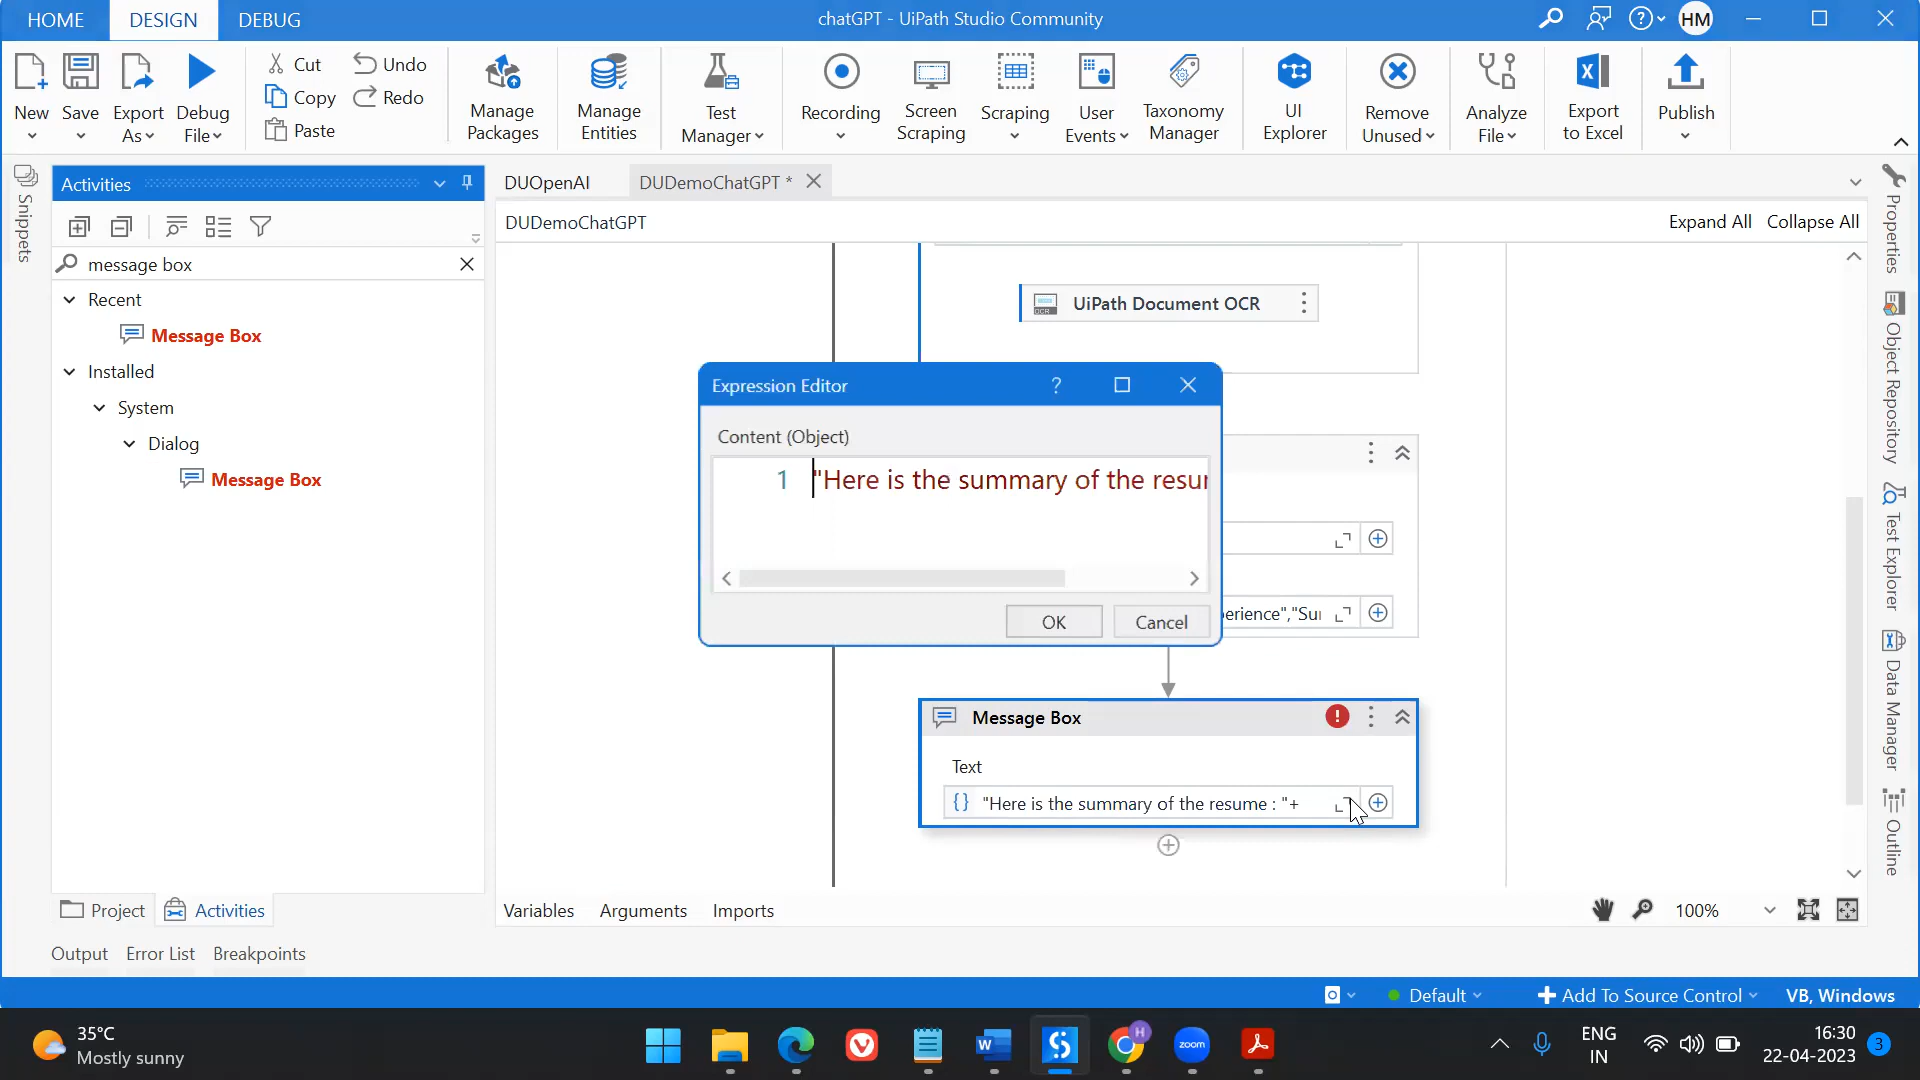 HOME DESIGN DEBUG
chatGPT - UiPath Studio Community
HM
New Save Export As Debug File
Cut Copy Paste Undo Redo
Manage Packages
Manage Entities
Test Manager
Recording
Screen Scraping
Scraping
User Events
Taxonomy Manager
UI Explorer
Remove Unused
Analyze File
Export to Excel
Publish
Snippets
Activities
DUOpenAI
DUDemoChatGPT *
DUDemoChatGPT
Expand All Collapse All
message box
Recent
Message Box
Installed
System
Dialog
Message Box
UiPath Document OCR
OCR
Expression Editor
?
Content (Object)
1 "Here is the summary of the resum
OK Cancel
erience","Sur
Message Box
Text
{} "Here is the summary of the resume : "+
Properties
Object Repository
Test Explorer
Data Manager
Outline
Project Activities
Variables Arguments Imports
100%
Output Error List Breakpoints
Default
Add To Source Control
VB, Windows
35°C
Mostly sunny
zoom
H
ENG
IN
16:30
22-04-2023
3